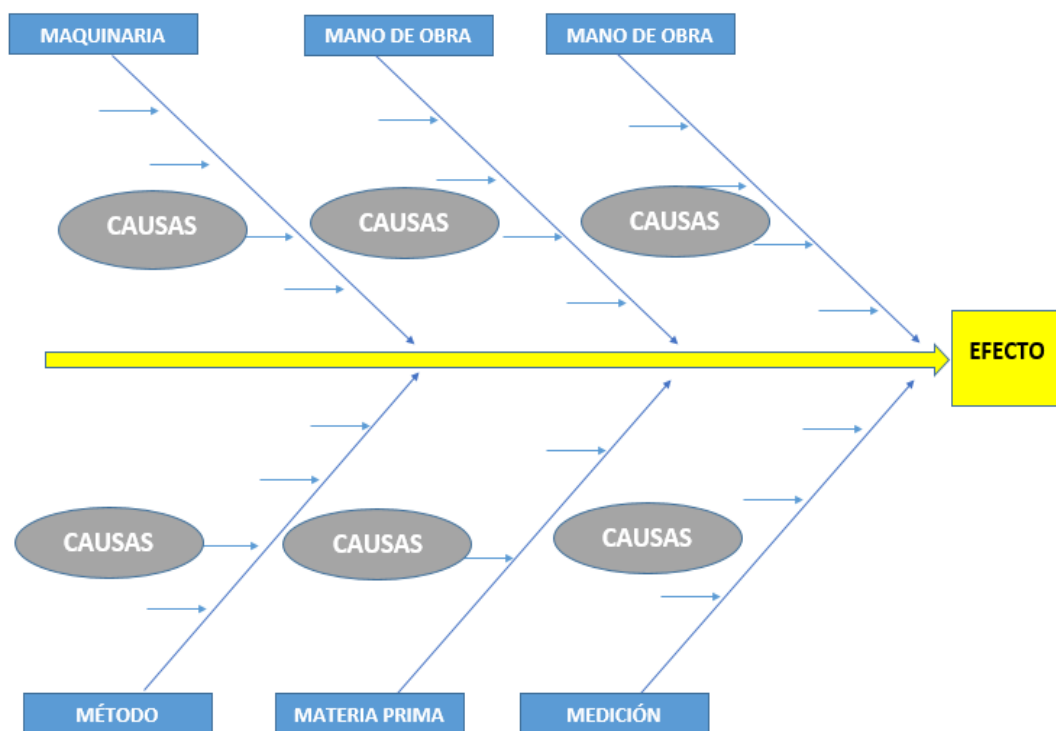 MAQUINARIA
MANO DE OBRA
MANO DE OBRA
CAUSAS
CAUSAS
CAUSAS
EFECTO
CAUSAS
CAUSAS
CAUSAS
MÉTODO
MATERIA PRIMA
MEDICIÓN